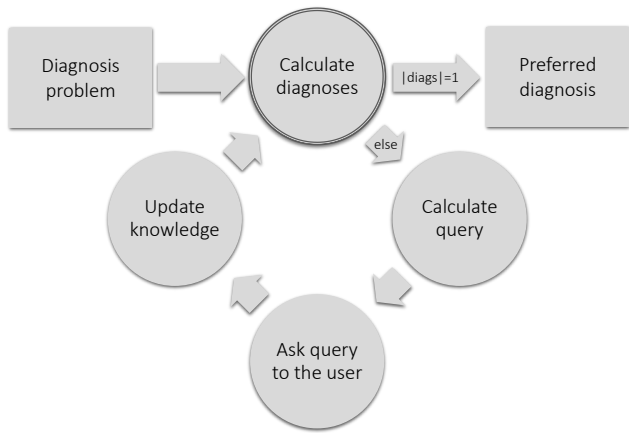 Diagnosis
problem
Calculate
diagnoses
|diags|=1
Preferred
diagnosis
else
Update
knowledge
Calculate
query
Ask query
to the user